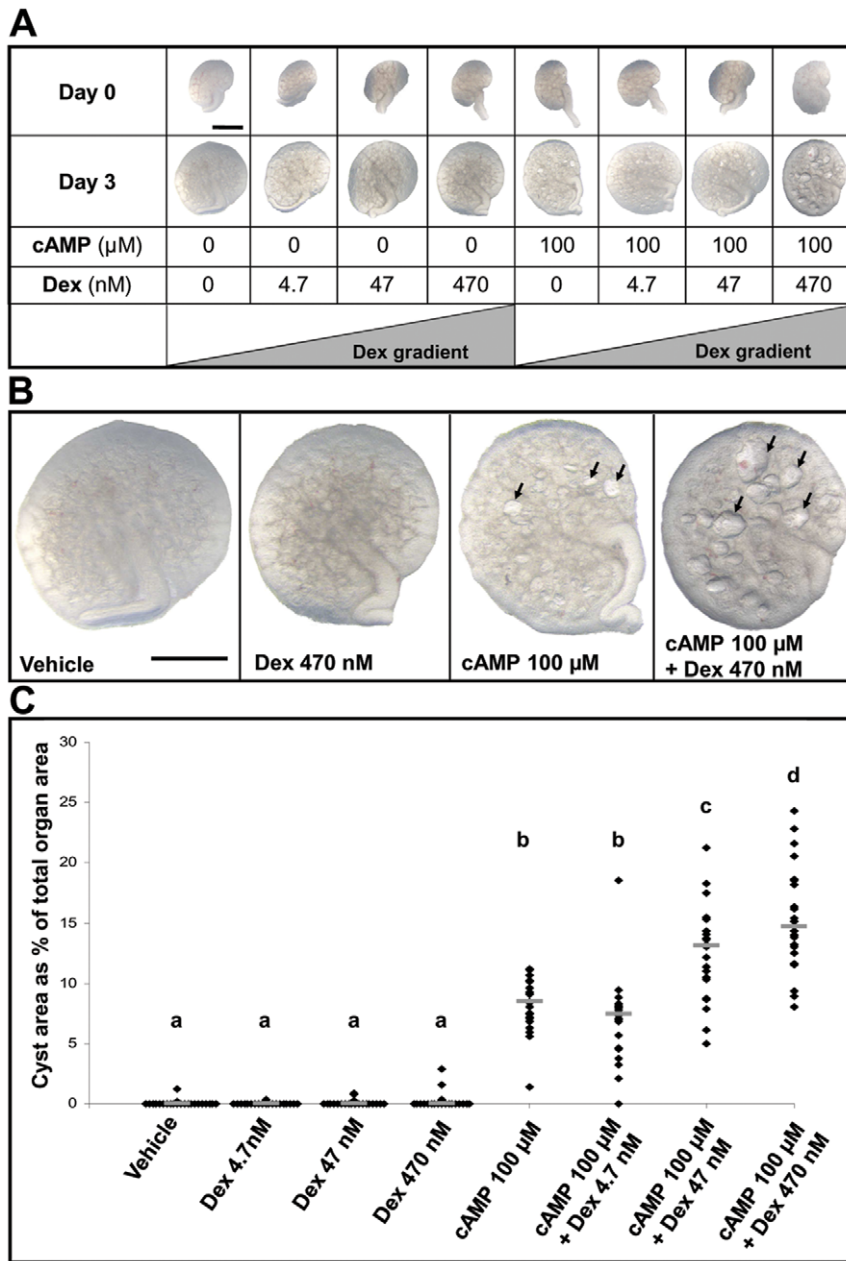 A
Day 0
Day 3
cAMP (µM) 0 0 0 0 100 100 100 100
Dex (nM) 0 4.7 47 470 0 4.7 47 470
Dex gradient Dex gradient
B
Vehicle
Dex 470 nM
cAMP 100 µM
cAMP 100 µM
+ Dex 470 nM
C
Cyst area as % of total organ area
30
25
20
15
10
5
0
a a a a b b c d
Vehicle
Dex 4.7nM
Dex 47 nM
Dex 470 nM
cAMP 100 µM
cAMP 100 µM
+ Dex 4.7 nM
cAMP 100 µM
+ Dex 47 nM
cAMP 100 µM
+ Dex 470 nM